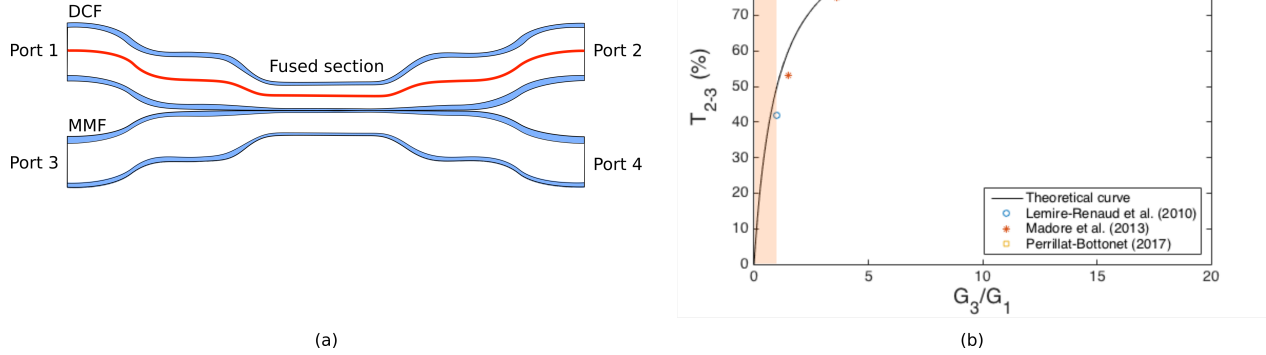 DCF
Port 1
Port 2
Fused section
MMF
Port 3
Port 4
(a)
70
60
50
40
30
20
10
0
T2-3 (%)
0 5 10 15 20
G3/G1
Theoretical curve
Lemire-Renaud et al. (2010)
Madore et al. (2013)
Perrillat-Bottonet (2017)
(b)